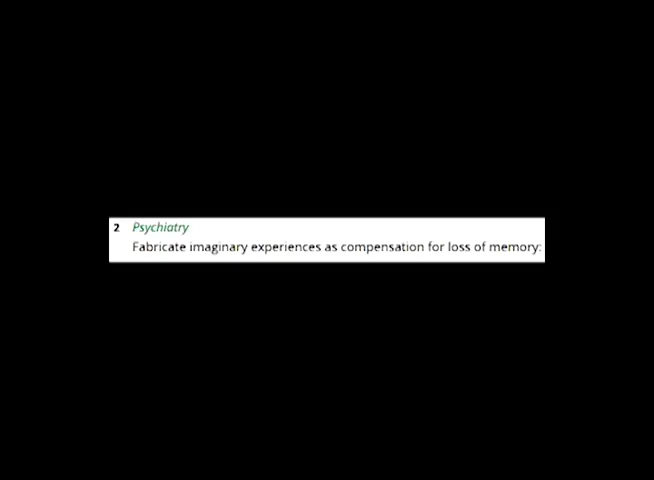 2 Psychiatry
Fabricate imaginary experiences as compensation for loss of memory: